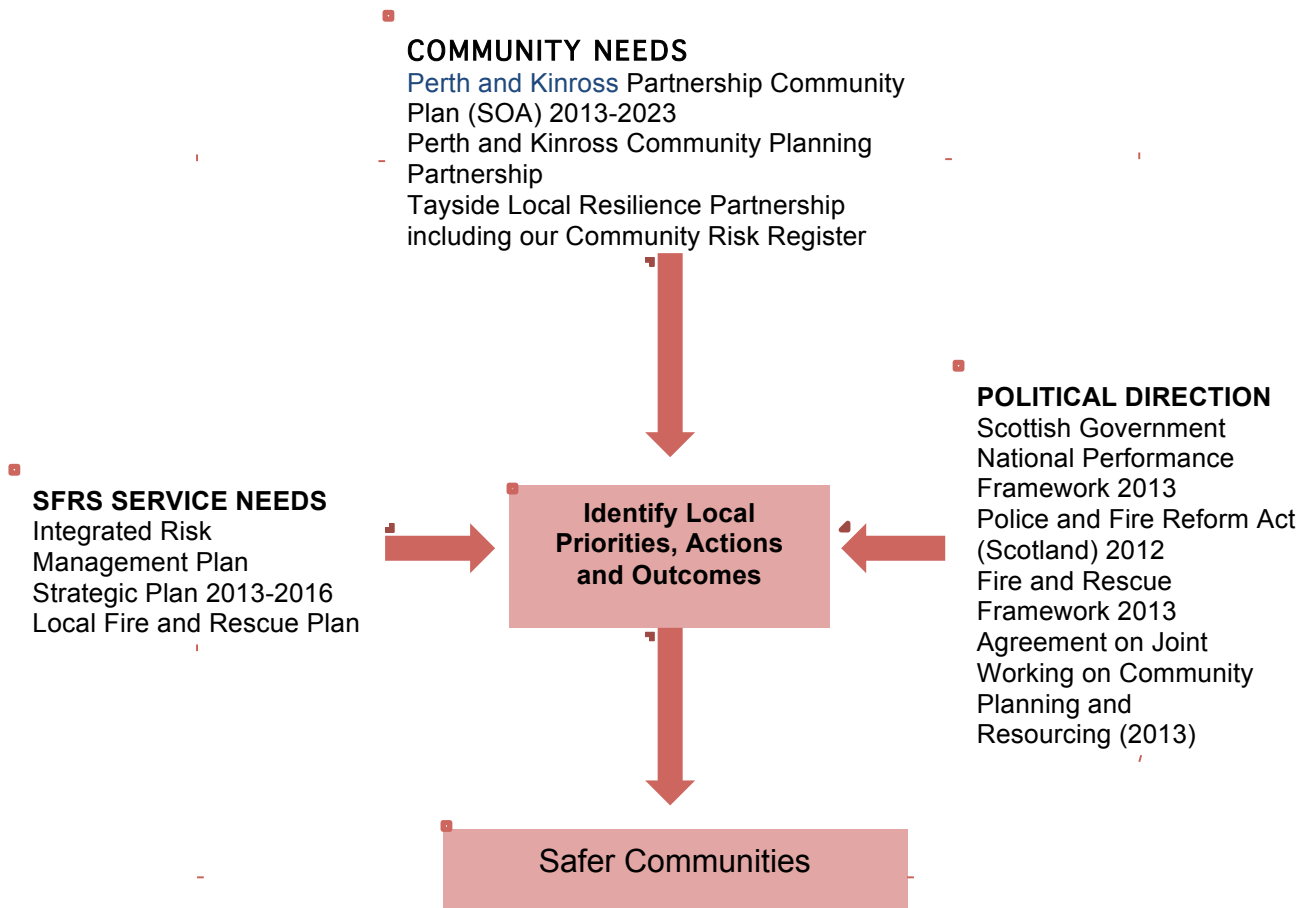 COMMUNITY NEEDS
Perth and Kinross Partnership Community
Plan (SOA) 2013-2023
Perth and Kinross Community Planning
Partnership
Tayside Local Resilience Partnership
including our Community Risk Register
SFRS SERVICE NEEDS
Integrated Risk
Management Plan
Strategic Plan 2013-2016
Local Fire and Rescue Plan
Identify Local
Priorities, Actions
and Outcomes
POLITICAL DIRECTION
Scottish Government
National Performance
Framework 2013
Police and Fire Reform Act
(Scotland) 2012
Fire and Rescue
Framework 2013
Agreement on Joint
Working on Community
Planning and
Resourcing (2013)
Safer Communities